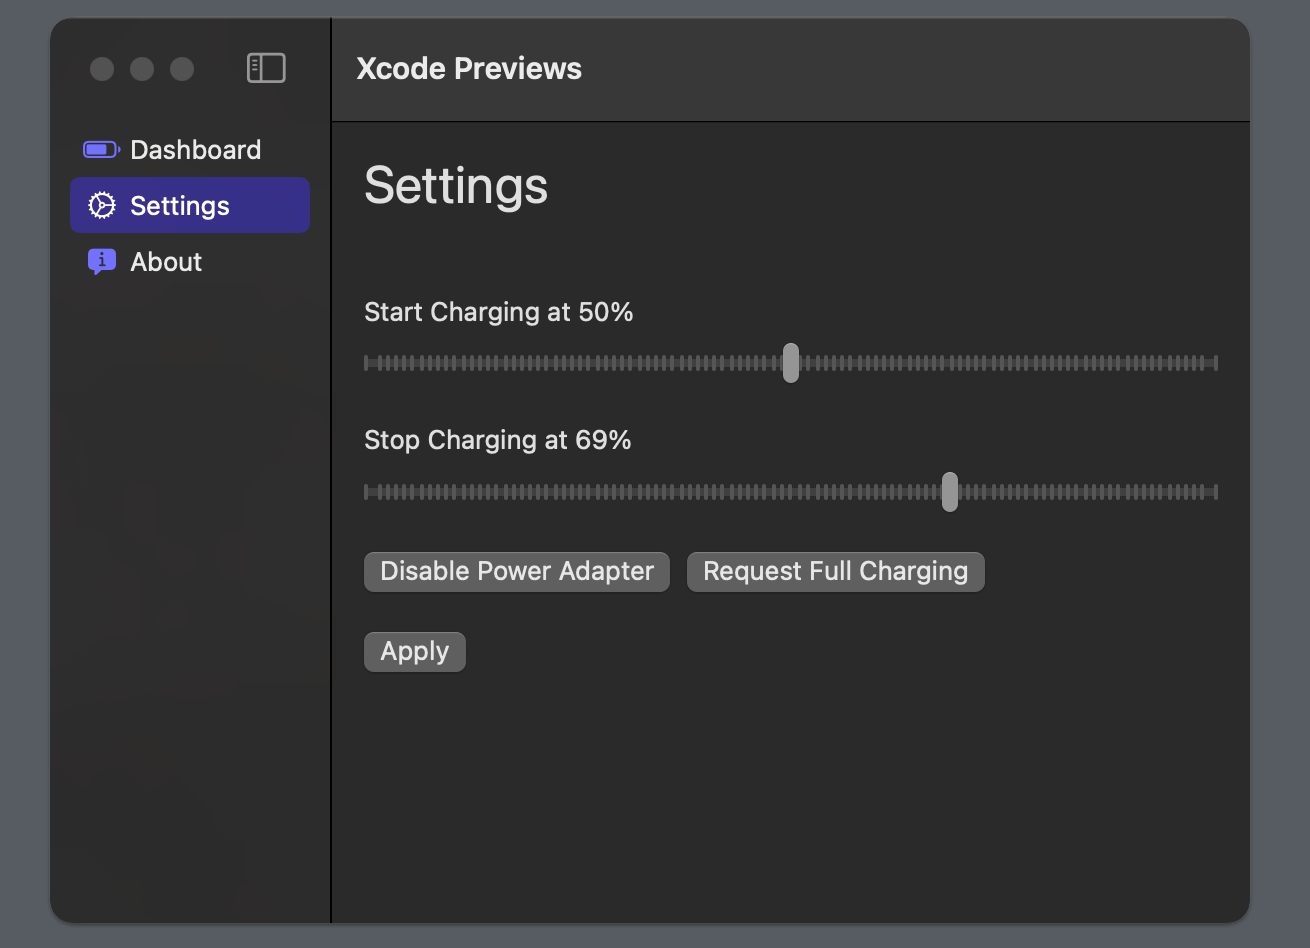 Xcode Previews
Dashboard
Settings
About
Settings
Start Charging at 50%
Stop Charging at 69%
Disable Power Adapter
Request Full Charging
Apply